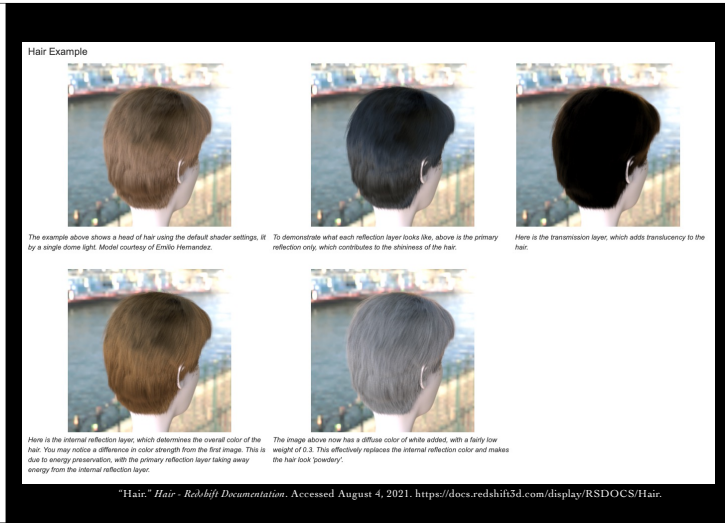 Hair Example
The example above shows a head of hair using the default shader settings, lit
by a single dome light. Model courtesy of Emilio Hernandez.
To demonstrate what each reflection layer looks like, above is the primary
reflection only, which contributes to the shininess of the hair.
Here is the transmission layer, which adds translucency to the
hair.
Here is the internal reflection layer, which determines the overall color of the
hair. You may notice a difference in color strength from the first image. This is
due to energy preservation, with the primary reflection layer taking away
energy from the internal reflection layer.
The image above now has a diffuse color of white added, with a fairly low
weight of 0.3. This effectively replaces the internal reflection color and makes
the hair look 'powdery'.
“Hair.” Hair - Redshift Documentation. Accessed August 4, 2021. https://docs.redshift3d.com/display/RSDOCS/Hair.